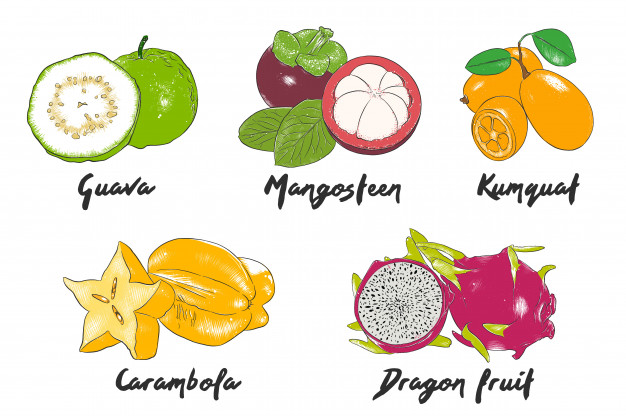 Guava
Mangosteen
Kumquat
Carambola
Dragon fruit